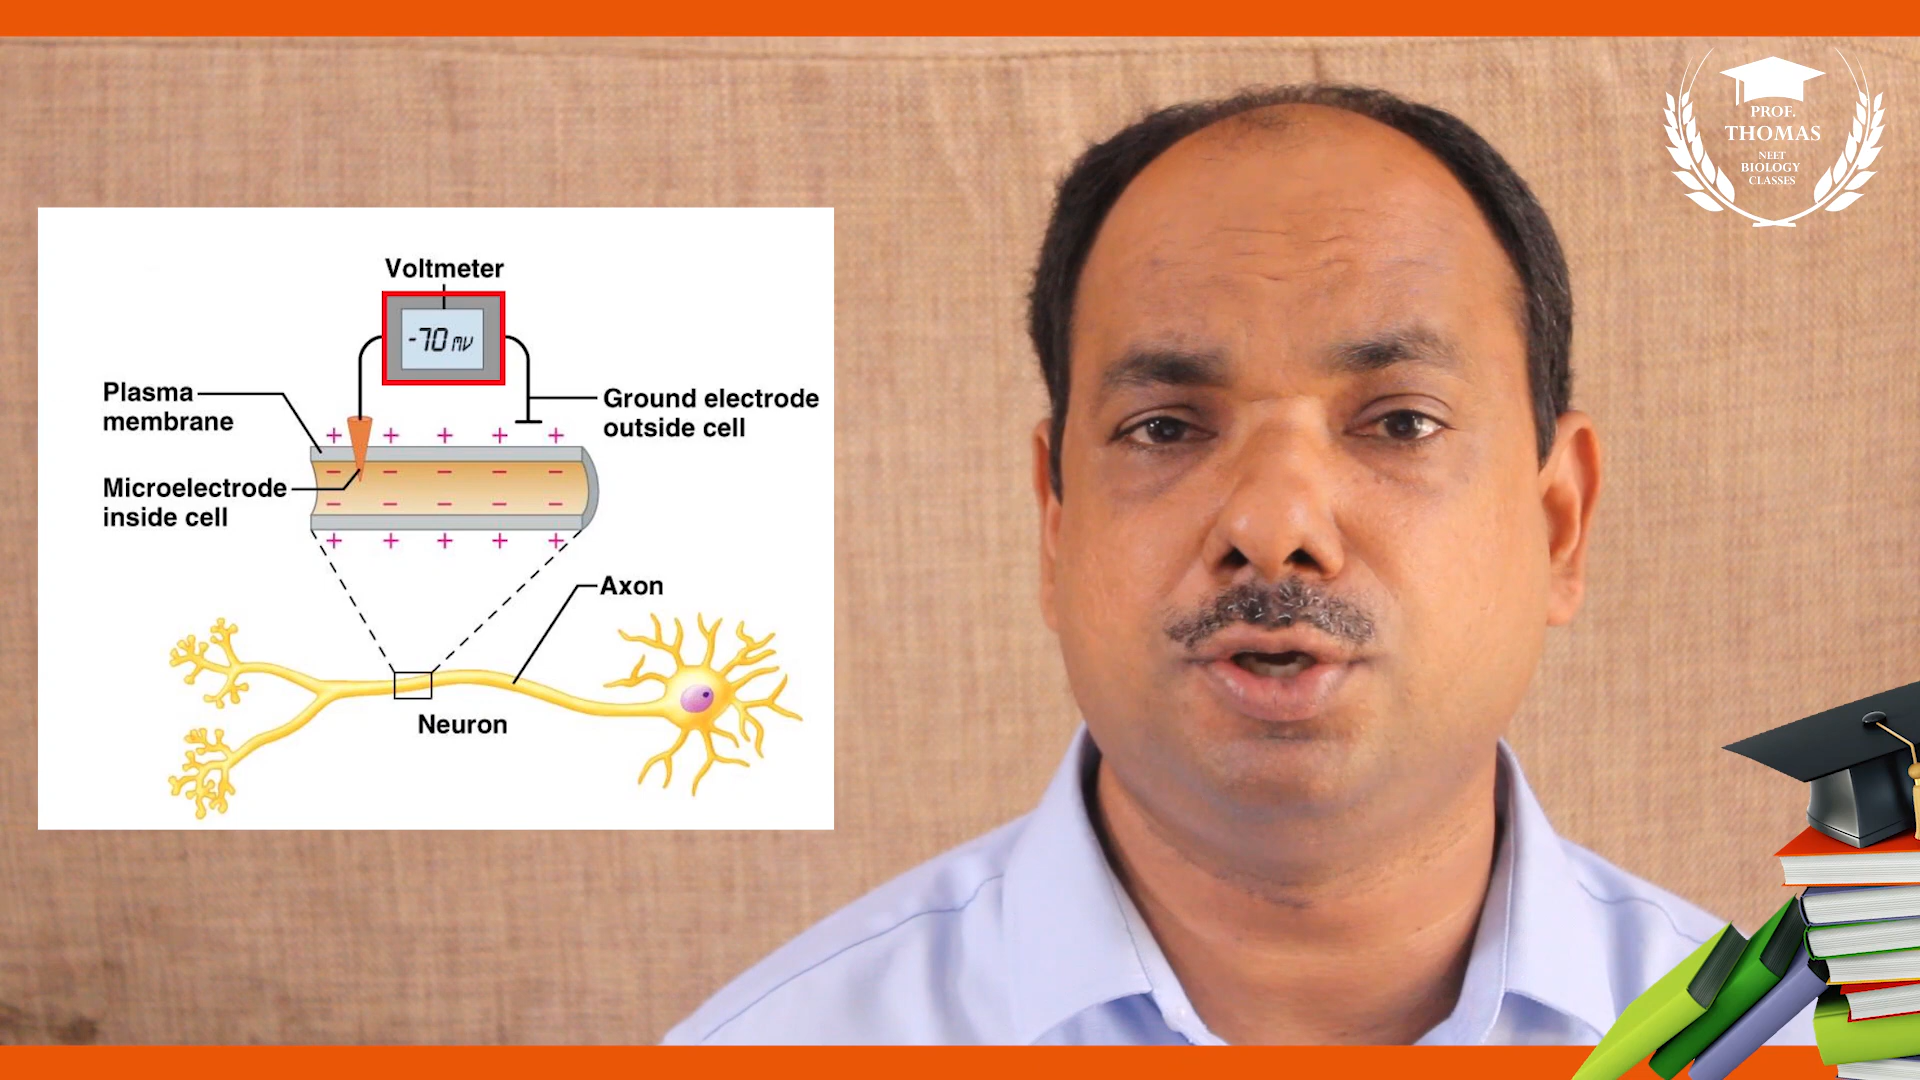 Voltmeter
-70 mv
Plasma
membrane
Ground electrode
outside cell
Microelectrode
inside cell
Axon
Neuron
PROF.
THOMAS
NEET
BIOLOGY
CLASSES